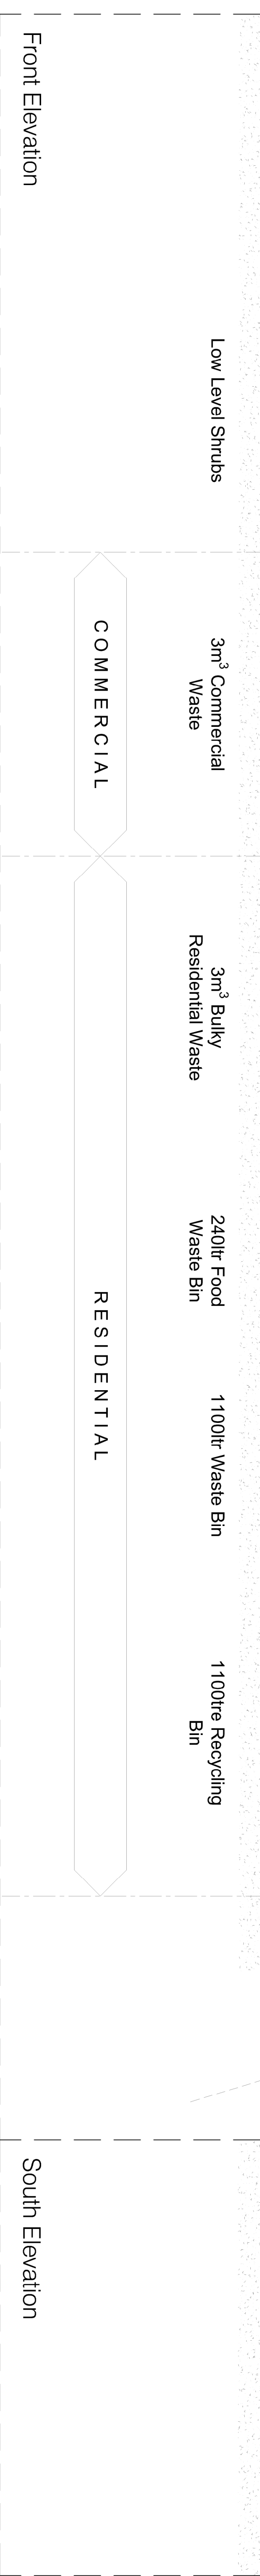 Front Elevation
Low Level Shrubs
3m³ Commercial
Waste
COMMERCIAL
3m³ Bulky
Residential Waste
240ltr Food
Waste Bin
1100ltr Waste Bin
1100tre Recycling
Bin
RESIDENTIAL
South Elevation